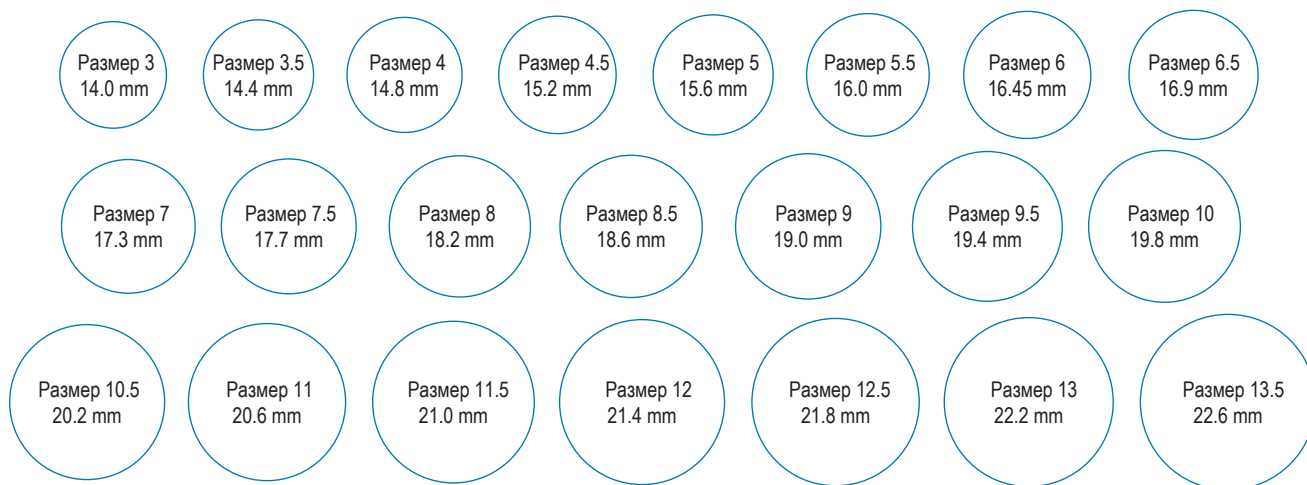 Размер 3
14.0 mm
Размер 3.5
14.4 mm
Размер 4
14.8 mm
Размер 4.5
15.2 mm
Размер 5
15.6 mm
Размер 5.5
16.0 mm
Размер 6
16.45 mm
Размер 6.5
16.9 mm
Размер 7
17.3 mm
Размер 7.5
17.7 mm
Размер 8
18.2 mm
Размер 8.5
18.6 mm
Размер 9
19.0 mm
Размер 9.5
19.4 mm
Размер 10
19.8 mm
Размер 10.5
20.2 mm
Размер 11
20.6 mm
Размер 11.5
21.0 mm
Размер 12
21.4 mm
Размер 12.5
21.8 mm
Размер 13
22.2 mm
Размер 13.5
22.6 mm